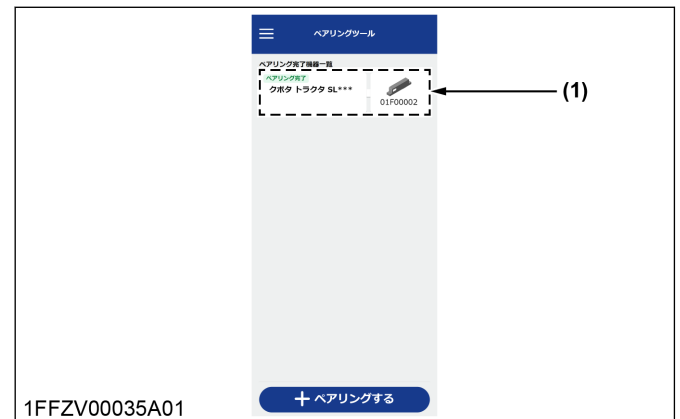 ペアリングツール
ペアリング完了機器一覧
ペアリング完了
クボタ トラクタ SL***
01F00002
(1)
+ ペアリングする
1FFZV00035A01